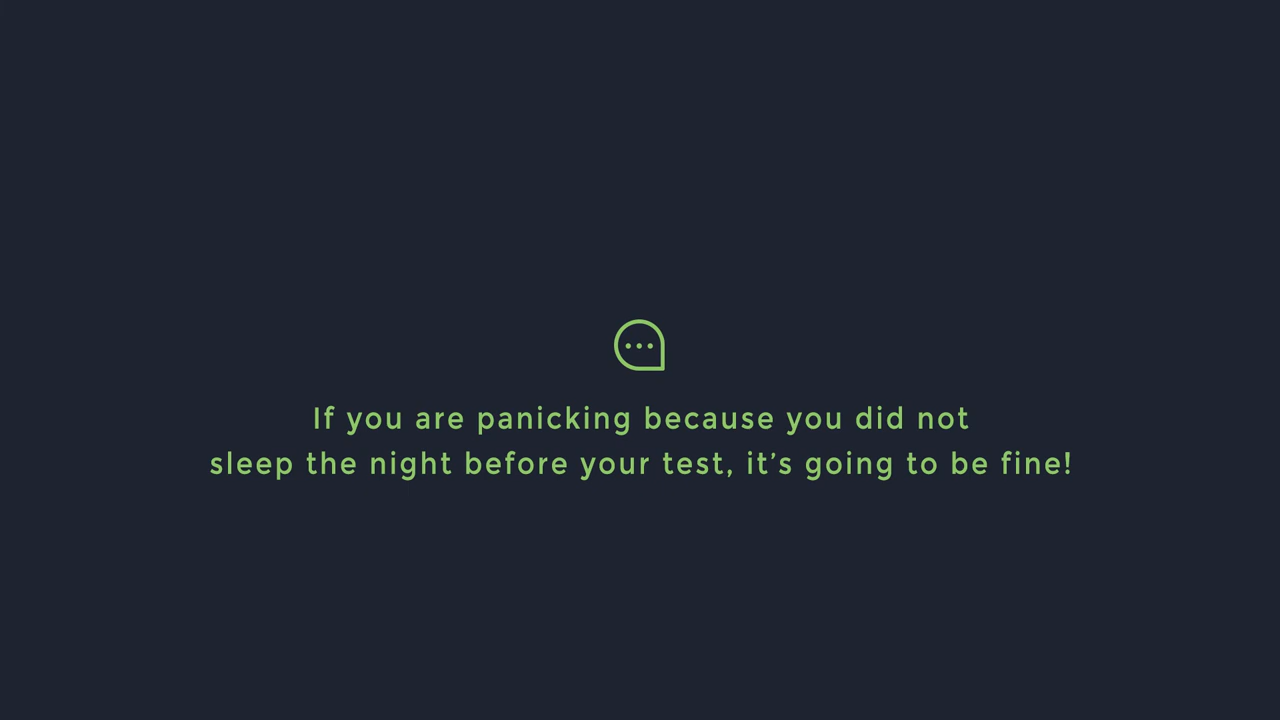 If you are panicking because you did not
sleep the night before your test, it’s going to be fine!